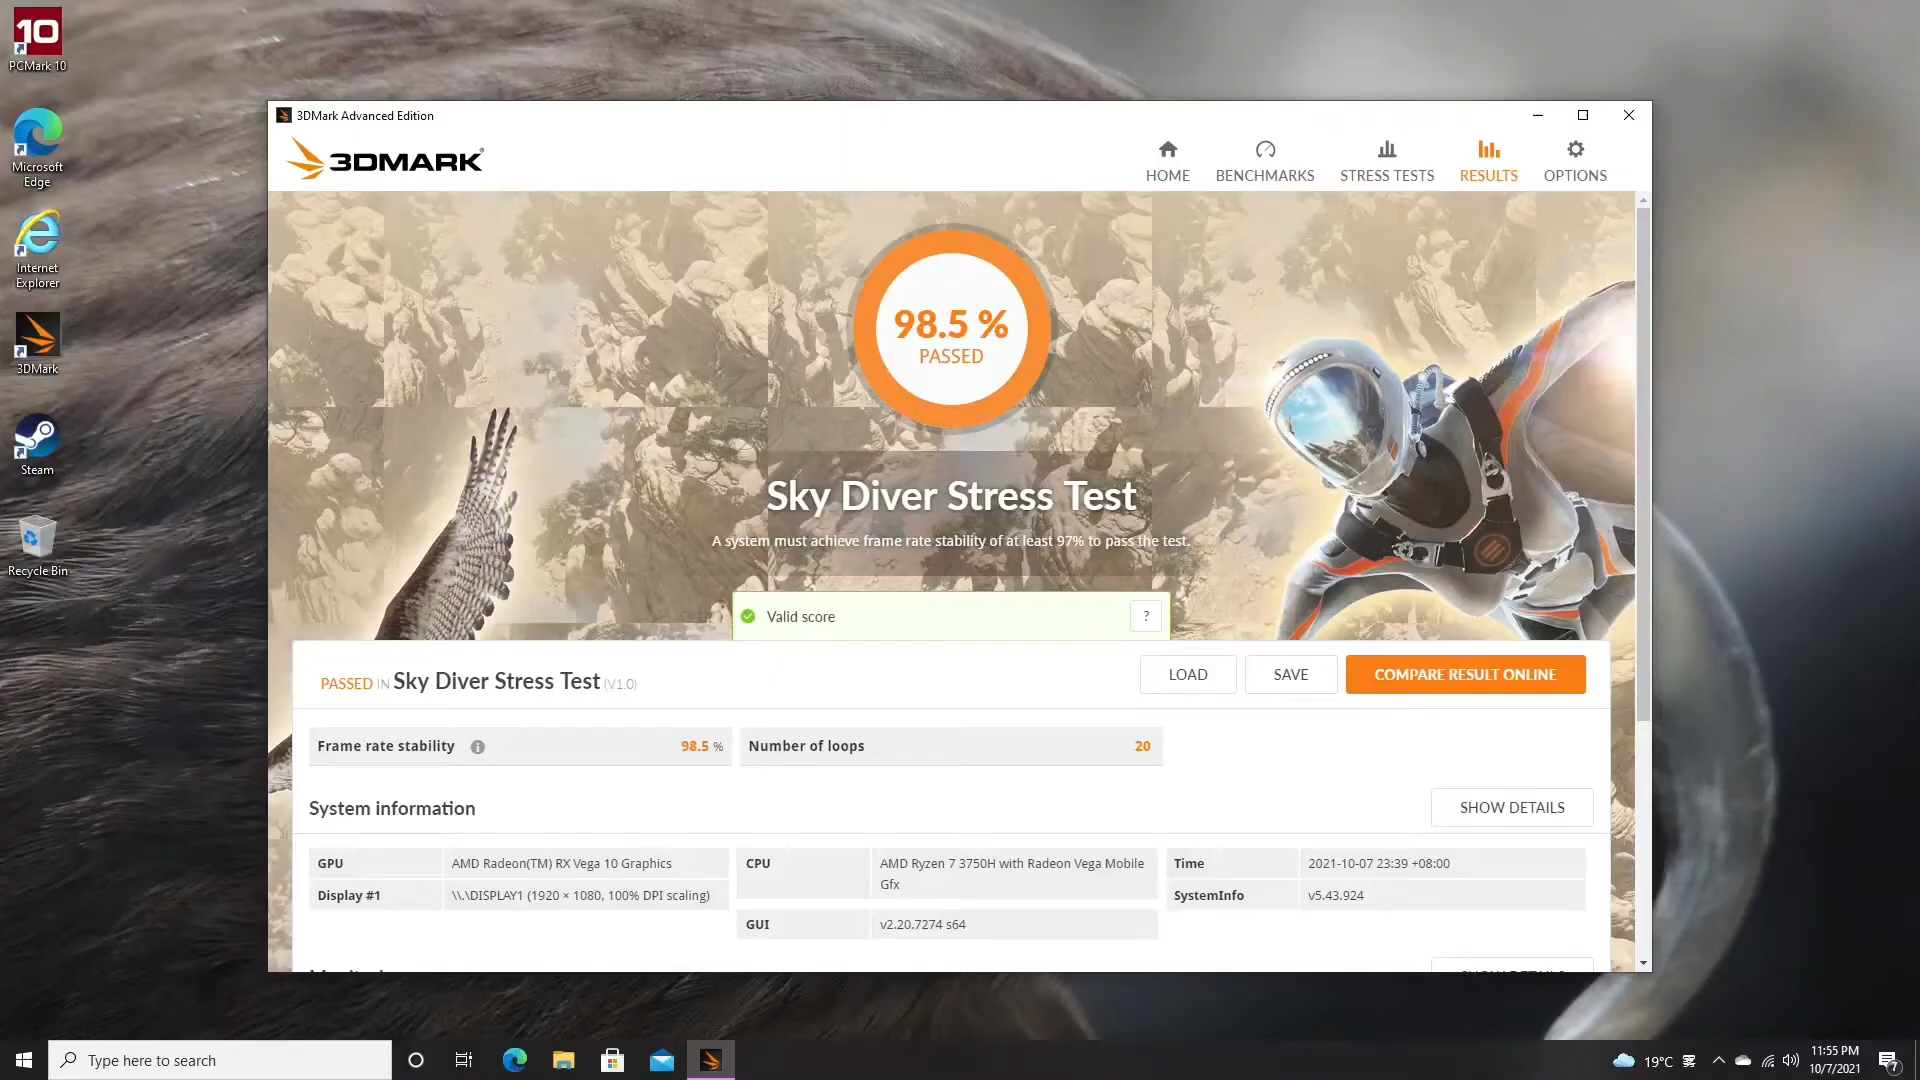 10
PCMark 10
Microsoft
Edge
Internet
Explorer
3DMark
Steam
Recycle Bin
3DMark Advanced Edition
3DMARK
HOME
BENCHMARKS
STRESS TESTS
RESULTS
OPTIONS
98.5 %
PASSED
Sky Diver Stress Test
A system must achieve frame rate stability of at least 97% to pass the test.
Valid score
?
PASSED IN Sky Diver Stress Test (V1.0)
LOAD
SAVE
COMPARE RESULT ONLINE
Frame rate stability 98.5 %
Number of loops 20
System information
SHOW DETAILS
GPU AMD Radeon(TM) RX Vega 10 Graphics
Display #1 \\.\DISPLAY1 (1920 × 1080, 100% DPI scaling)
CPU AMD Ryzen 7 3750H with Radeon Vega Mobile
Gfx
GUI v2.20.7274 s64
Time 2021-10-07 23:39 +08:00
SystemInfo v5.43.924
Type here to search
19°C
11:55 PM
10/7/2021
7